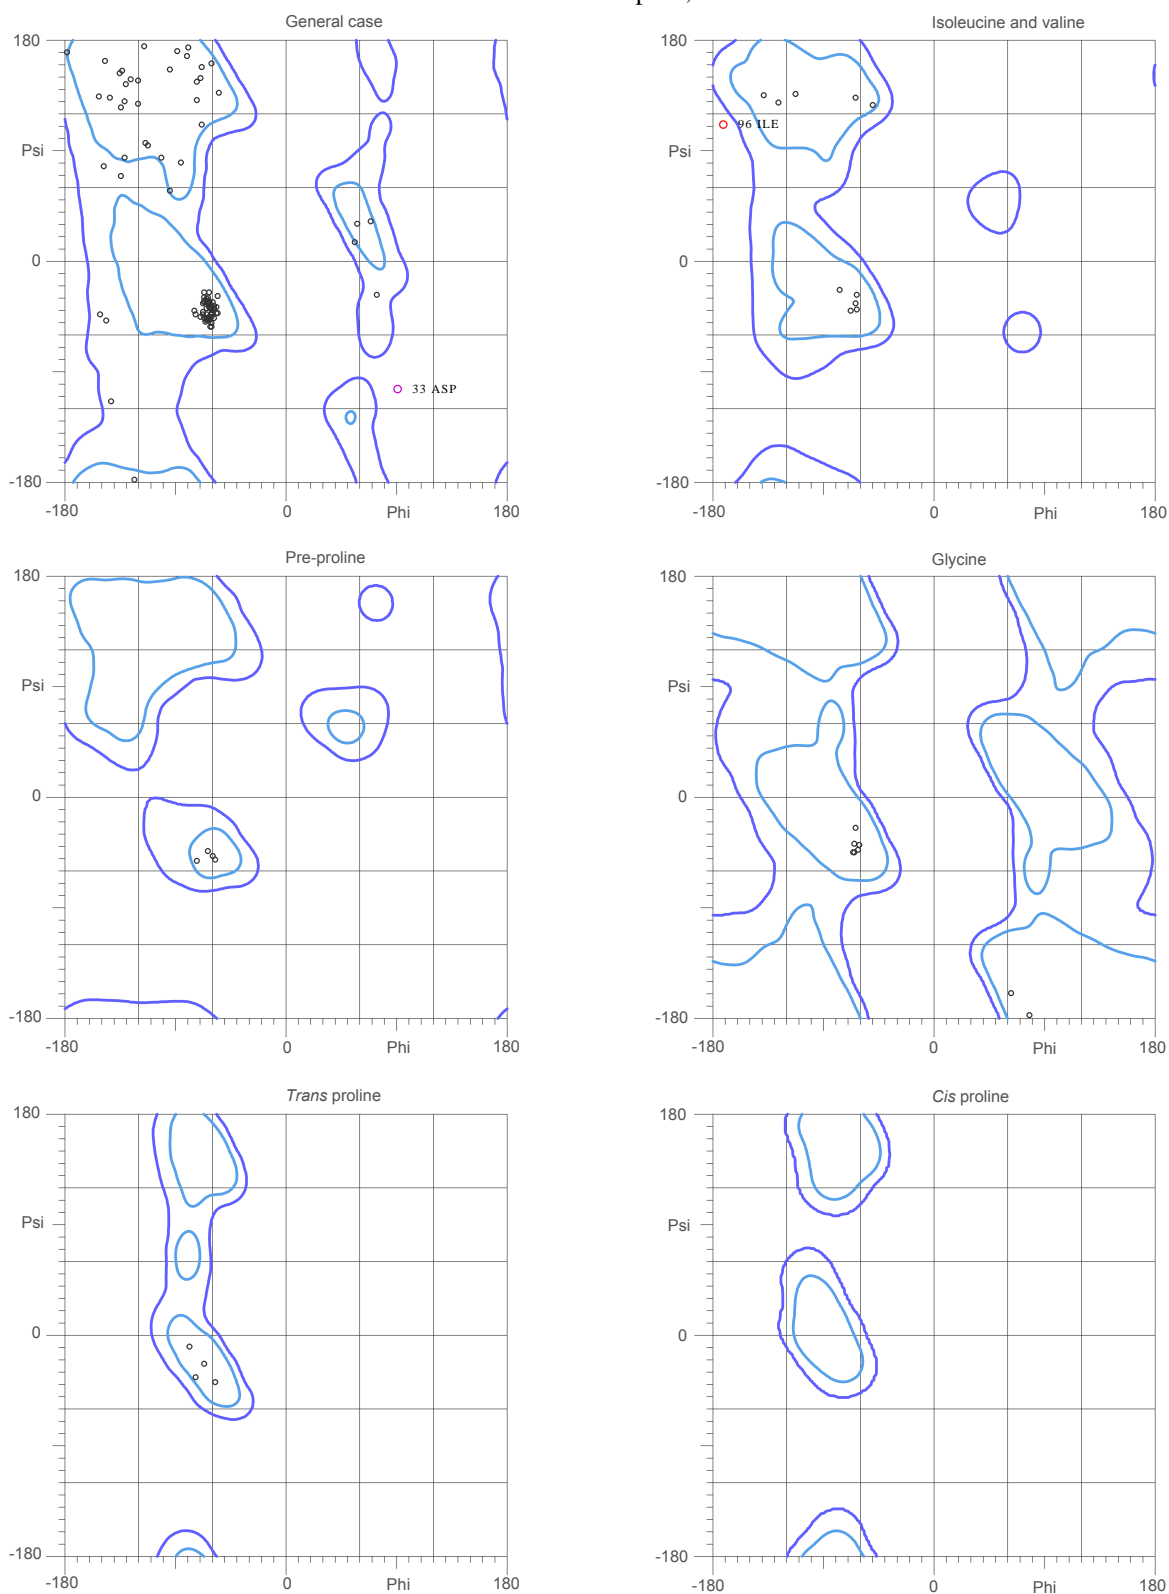 General case
180
Psi
0
-180
-180
0
Phi
180
33 ASP
Isoleucine and valine
180
Psi
0
-180
-180
0
Phi
180
96 ILE
Pre-proline
180
Psi
0
-180
-180
0
Phi
180
Glycine
180
Psi
0
-180
-180
0
Phi
180
Trans proline
180
Psi
0
-180
-180
0
Phi
180
Cis proline
180
Psi
0
-180
-180
0
Phi
180